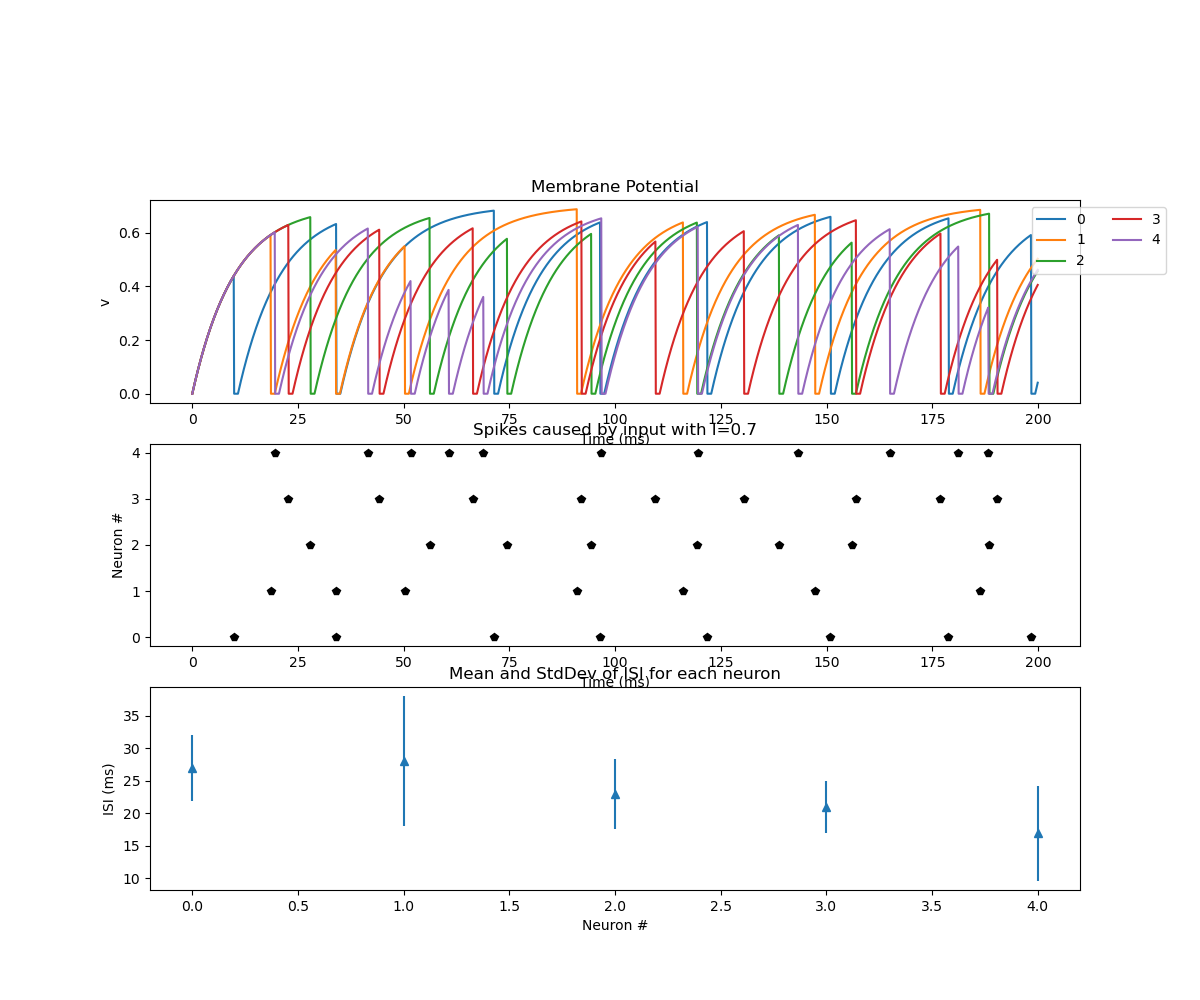 Membrane Potential
0.6
0.4
0.2
0.0
v
0 3
1 4
2
0 25 50 75 100 125 150 175 200
Time (ms)
Spikes caused by input with I=0.7
4
3
2
1
0
Neuron #
0 25 50 75 100 125 150 175 200
Time (ms)
Mean and StdDev of ISI for each neuron
35
30
25
20
15
10
ISI (ms)
0.0 0.5 1.0 1.5 2.0 2.5 3.0 3.5 4.0
Neuron #